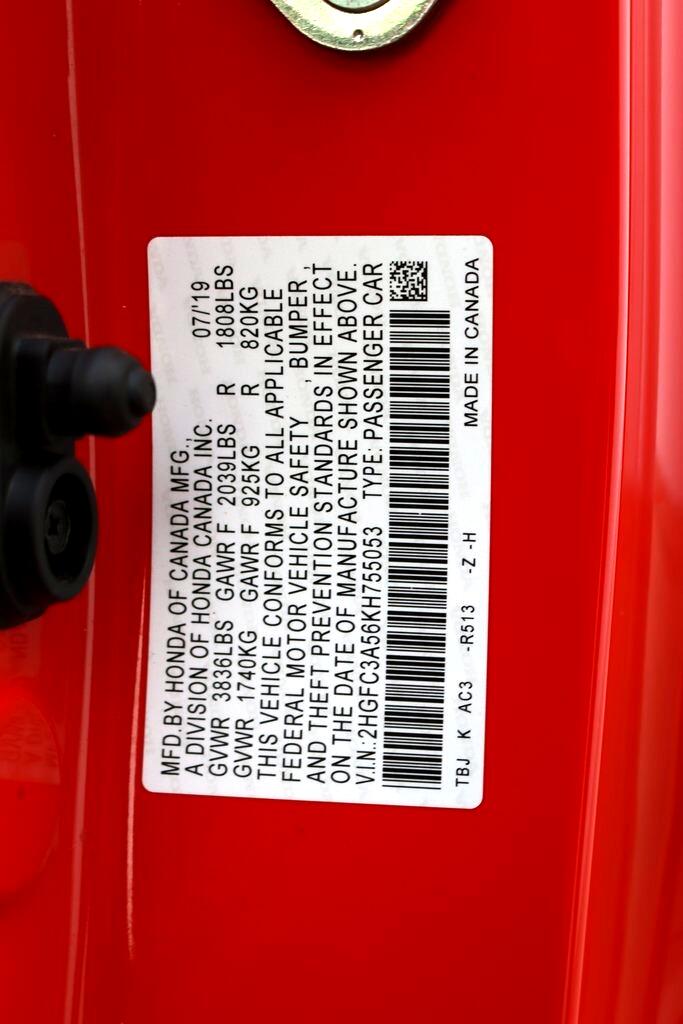 MFD.BY HONDA OF CANADA MFG., 07/'19
A DIVISION OF HONDA CANADA INC.
GVWR 3836LBS GAWR F 2039LBS R 1808LBS
GVWR 1740KG GAWR F 925KG R 820KG
THIS VEHICLE CONFORMS TO ALL APPLICABLE
FEDERAL MOTOR VEHICLE SAFETY, BUMPER,
AND THEFT PREVENTION STANDARDS IN EFFECT
ON THE DATE OF MANUFACTURE SHOWN ABOVE.
V.I.N.:2HGFC3A56KH755053 TYPE: PASSENGER CAR
TBJ K AC3 -R513 -Z -H MADE IN CANADA